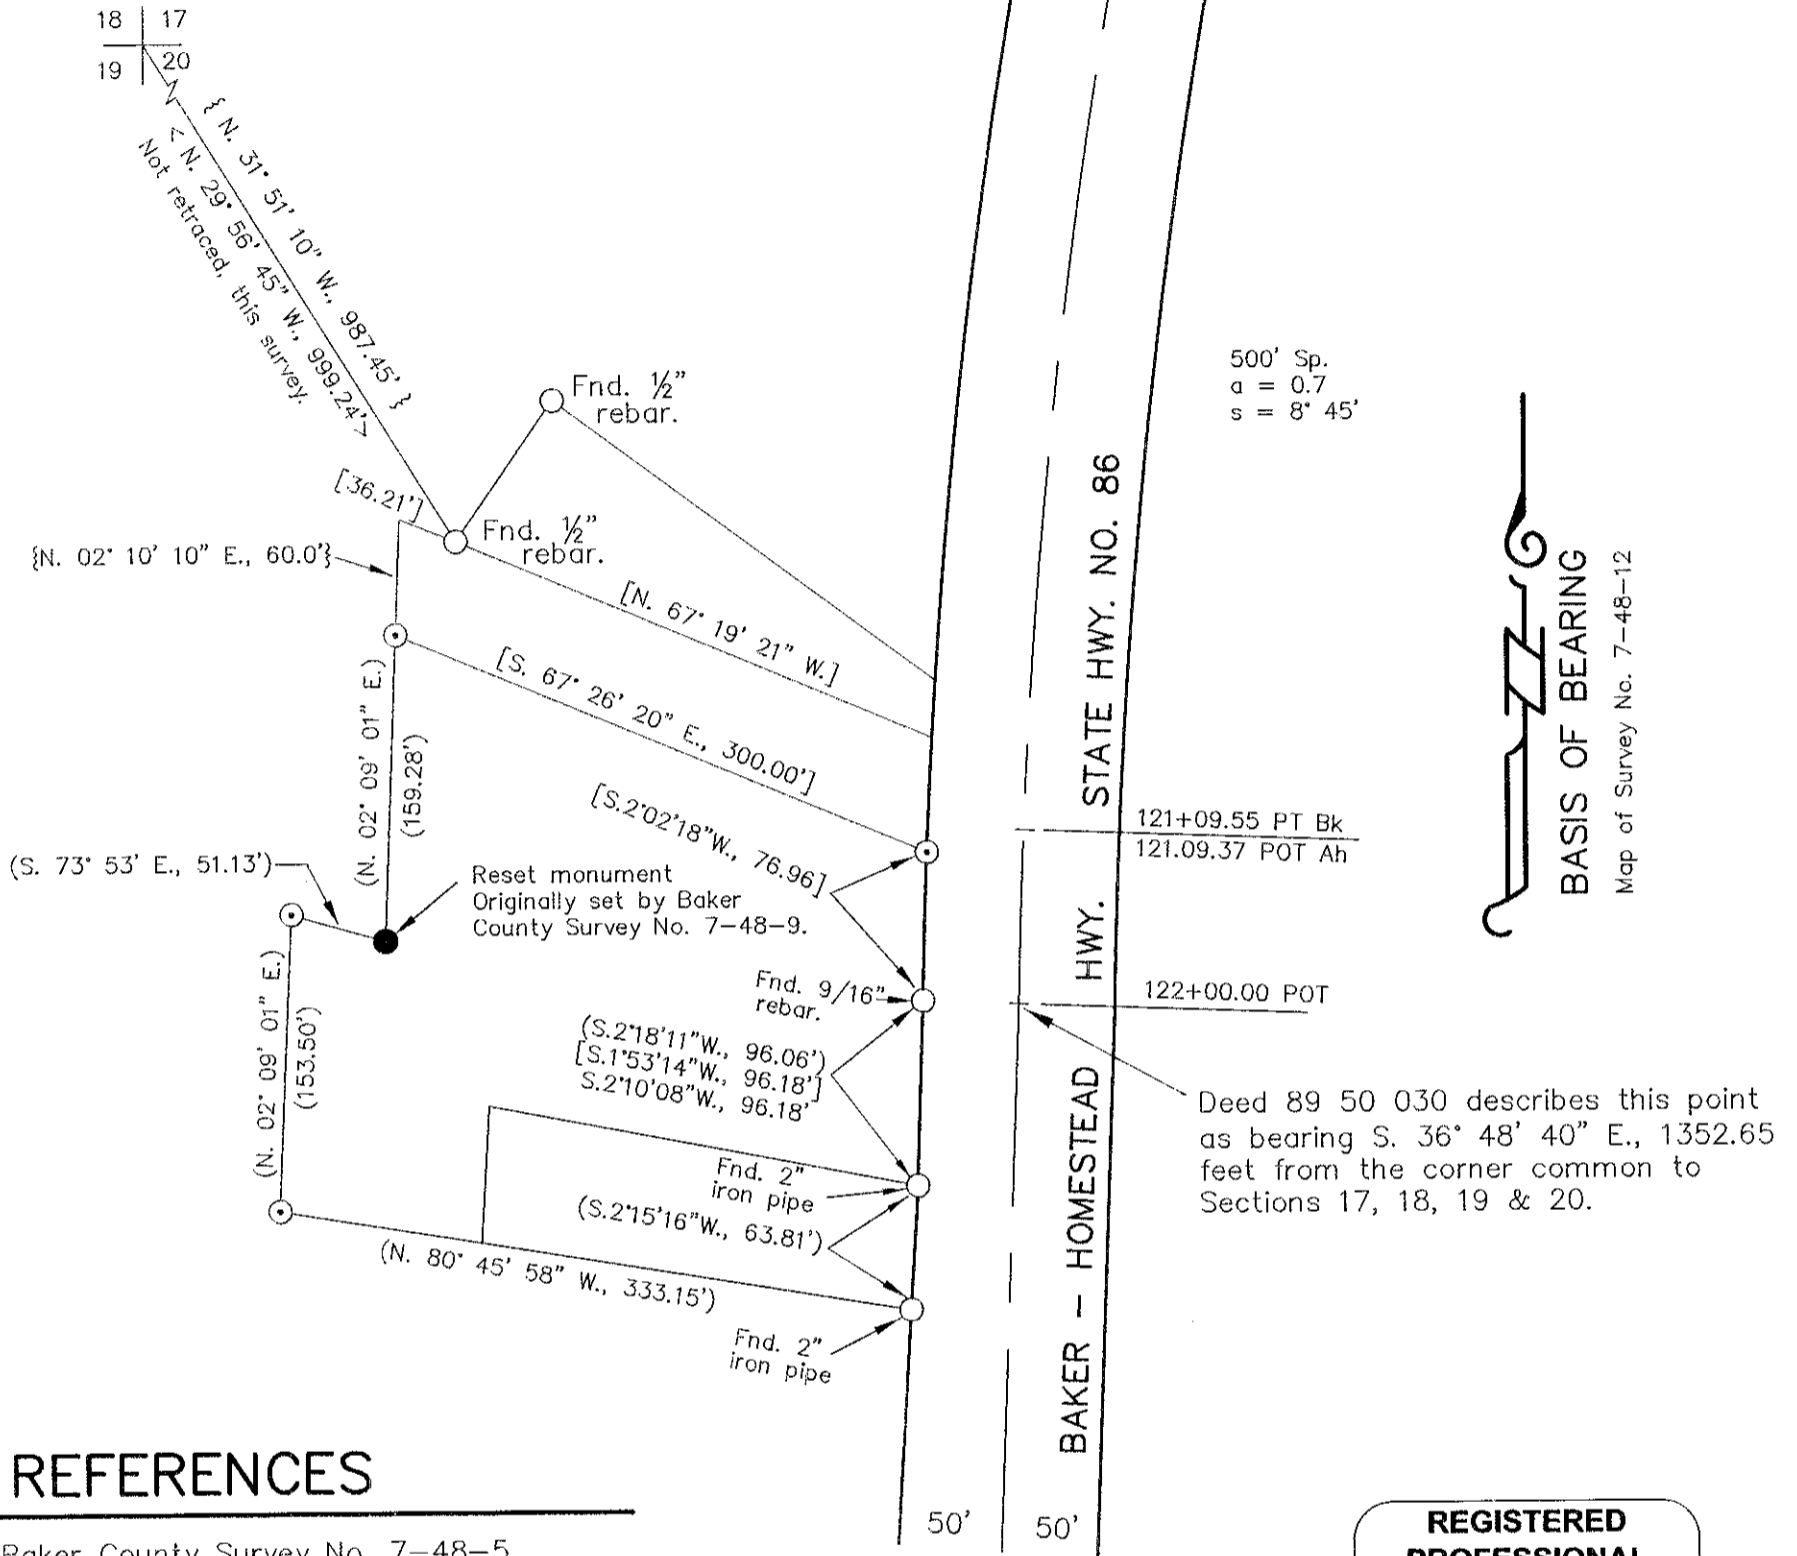 18 17
19 20
{ N. 31° 51' 10" W., 987.45' }
< N. 29° 56' 45" W., 999.24' >
Not retraced, this survey.
500' Sp.
a = 0.7
s = 8° 45'
Fnd. ½"
rebar.
[36.21']
Fnd. ½"
rebar.
{N. 02° 10' 10" E., 60.0'}
[N. 67° 19' 21" W.]
[S. 67° 26' 20" E., 300.00']
(N. 02° 09' 01" E.)
(159.28')
[S.2°02'18"W., 76.96]
STATE HWY. NO. 86
BASIS OF BEARING
Map of Survey No. 7-48-12
121+09.55 PT Bk
121.09.37 POT Ah
(S. 73° 53' E., 51.13')
Reset monument
Originally set by Baker
County Survey No. 7-48-9.
Fnd. 9/16"
rebar.
122+00.00 POT
(N. 02° 09' 01" E.)
(153.50')
(S.2°18'11"W., 96.06')
[S.1°53'14"W., 96.18']
S.2°10'08"W., 96.18'
Deed 89 50 030 describes this point
as bearing S. 36° 48' 40" E., 1352.65
feet from the corner common to
Sections 17, 18, 19 & 20.
Fnd. 2"
iron pipe
(S.2°15'16"W., 63.81')
(N. 80° 45' 58" W., 333.15')
Fnd. 2"
iron pipe
BAKER - HOMESTEAD HWY.
50' 50'
REFERENCES
Baker County Survey No. 7-48-5
REGISTERED
PROFESSIONAL